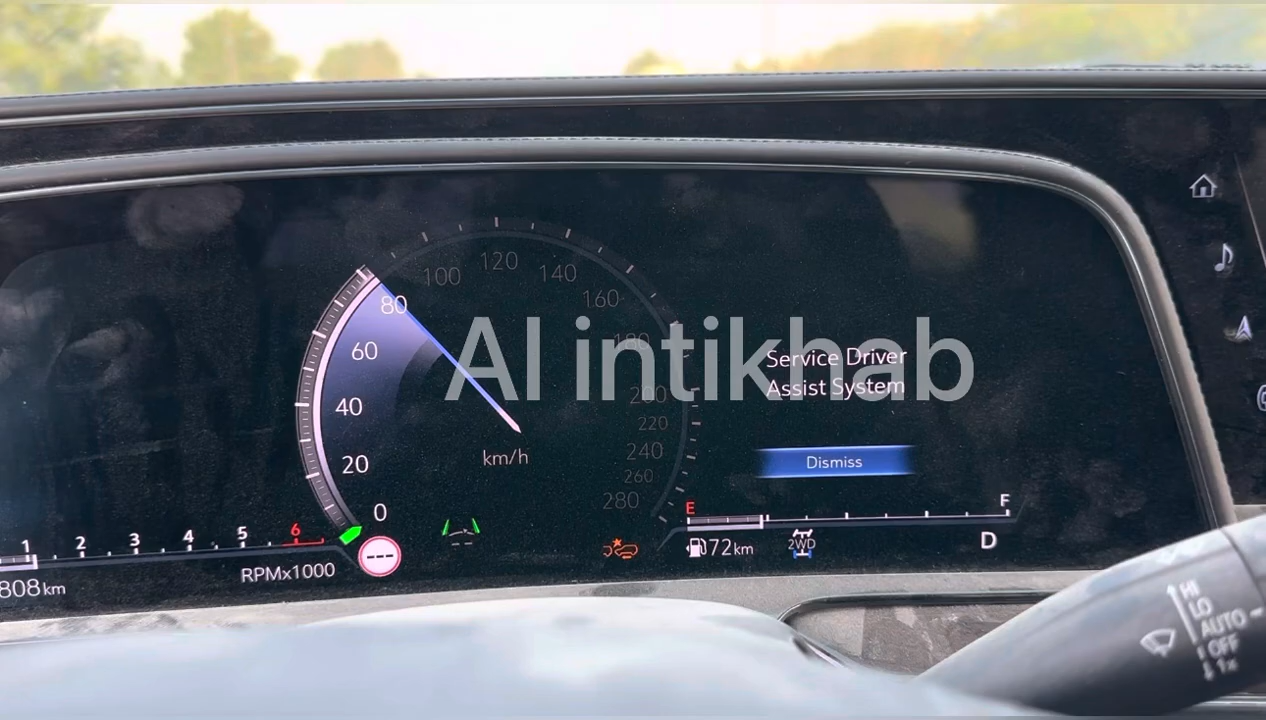 100
120
140
80
160
60
180
Al intikhab
Service Driver
Assist System
40
200
220
km/h
240
20
Dismiss
260
280
0
E
F
1
2
3
4
5
6
---
72km
2WD
D
RPMx1000
808km
HI
LO
AUTO
OFF
1x